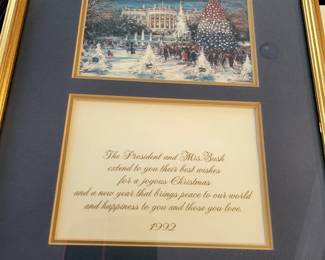 The President and Mrs. Bush
extend to you their best wishes
for a joyous Christmas
and a new year that brings peace to our world
and happiness to you and those you love.
1992